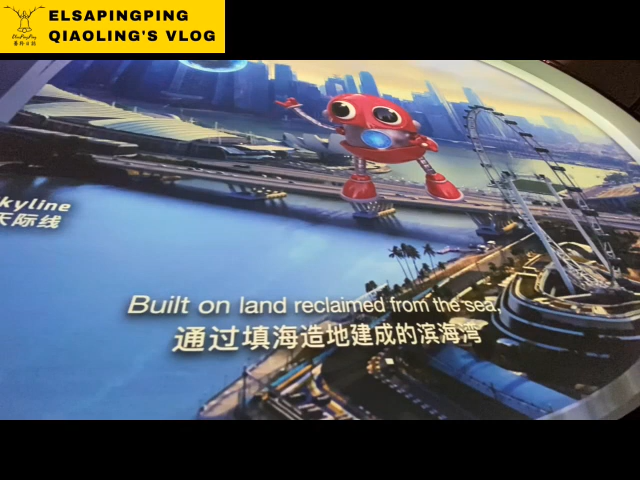 ELSAPINGPING
QIAOLING'S VLOG
kyline
天际线
Built on land reclaimed from the sea,
通过填海造地建成的滨海湾